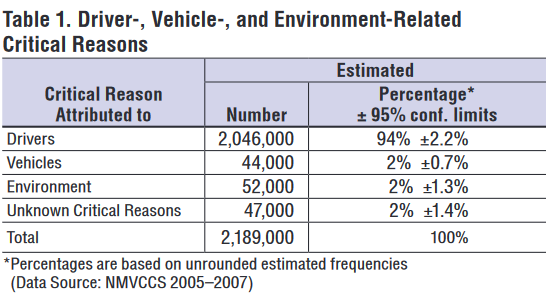 Table 1. Driver-, Vehicle-, and Environment-Related
Critical Reasons
Critical Reason
Attributed to
Estimated
Number
Percentage*
± 95% conf. limits
Drivers 2,046,000 94% ±2.2%
Vehicles 44,000 2% ±0.7%
Environment 52,000 2% ±1.3%
Unknown Critical Reasons 47,000 2% ±1.4%
Total 2,189,000 100%
*Percentages are based on unrounded estimated frequencies
(Data Source: NMVCCS 2005–2007)